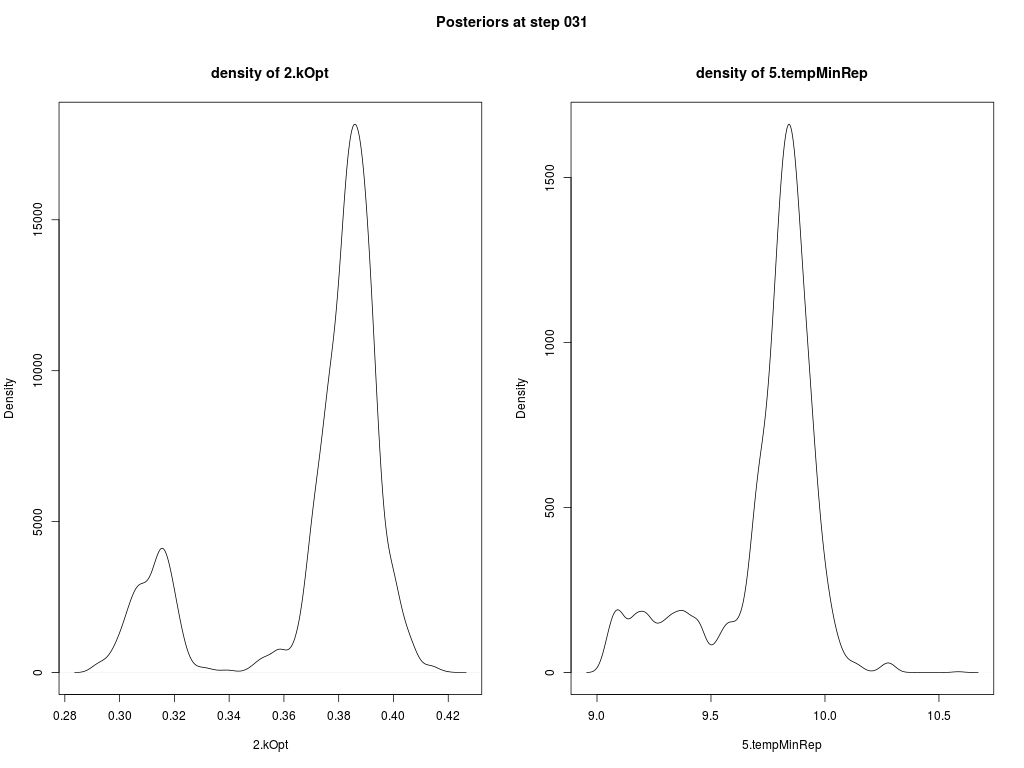 Posteriors at step 031
density of 2.kOpt
Density
15000
10000
5000
0
0.28 0.30 0.32 0.34 0.36 0.38 0.40 0.42
2.kOpt
density of 5.tempMinRep
Density
1500
1000
500
0
9.0 9.5 10.0 10.5
5.tempMinRep